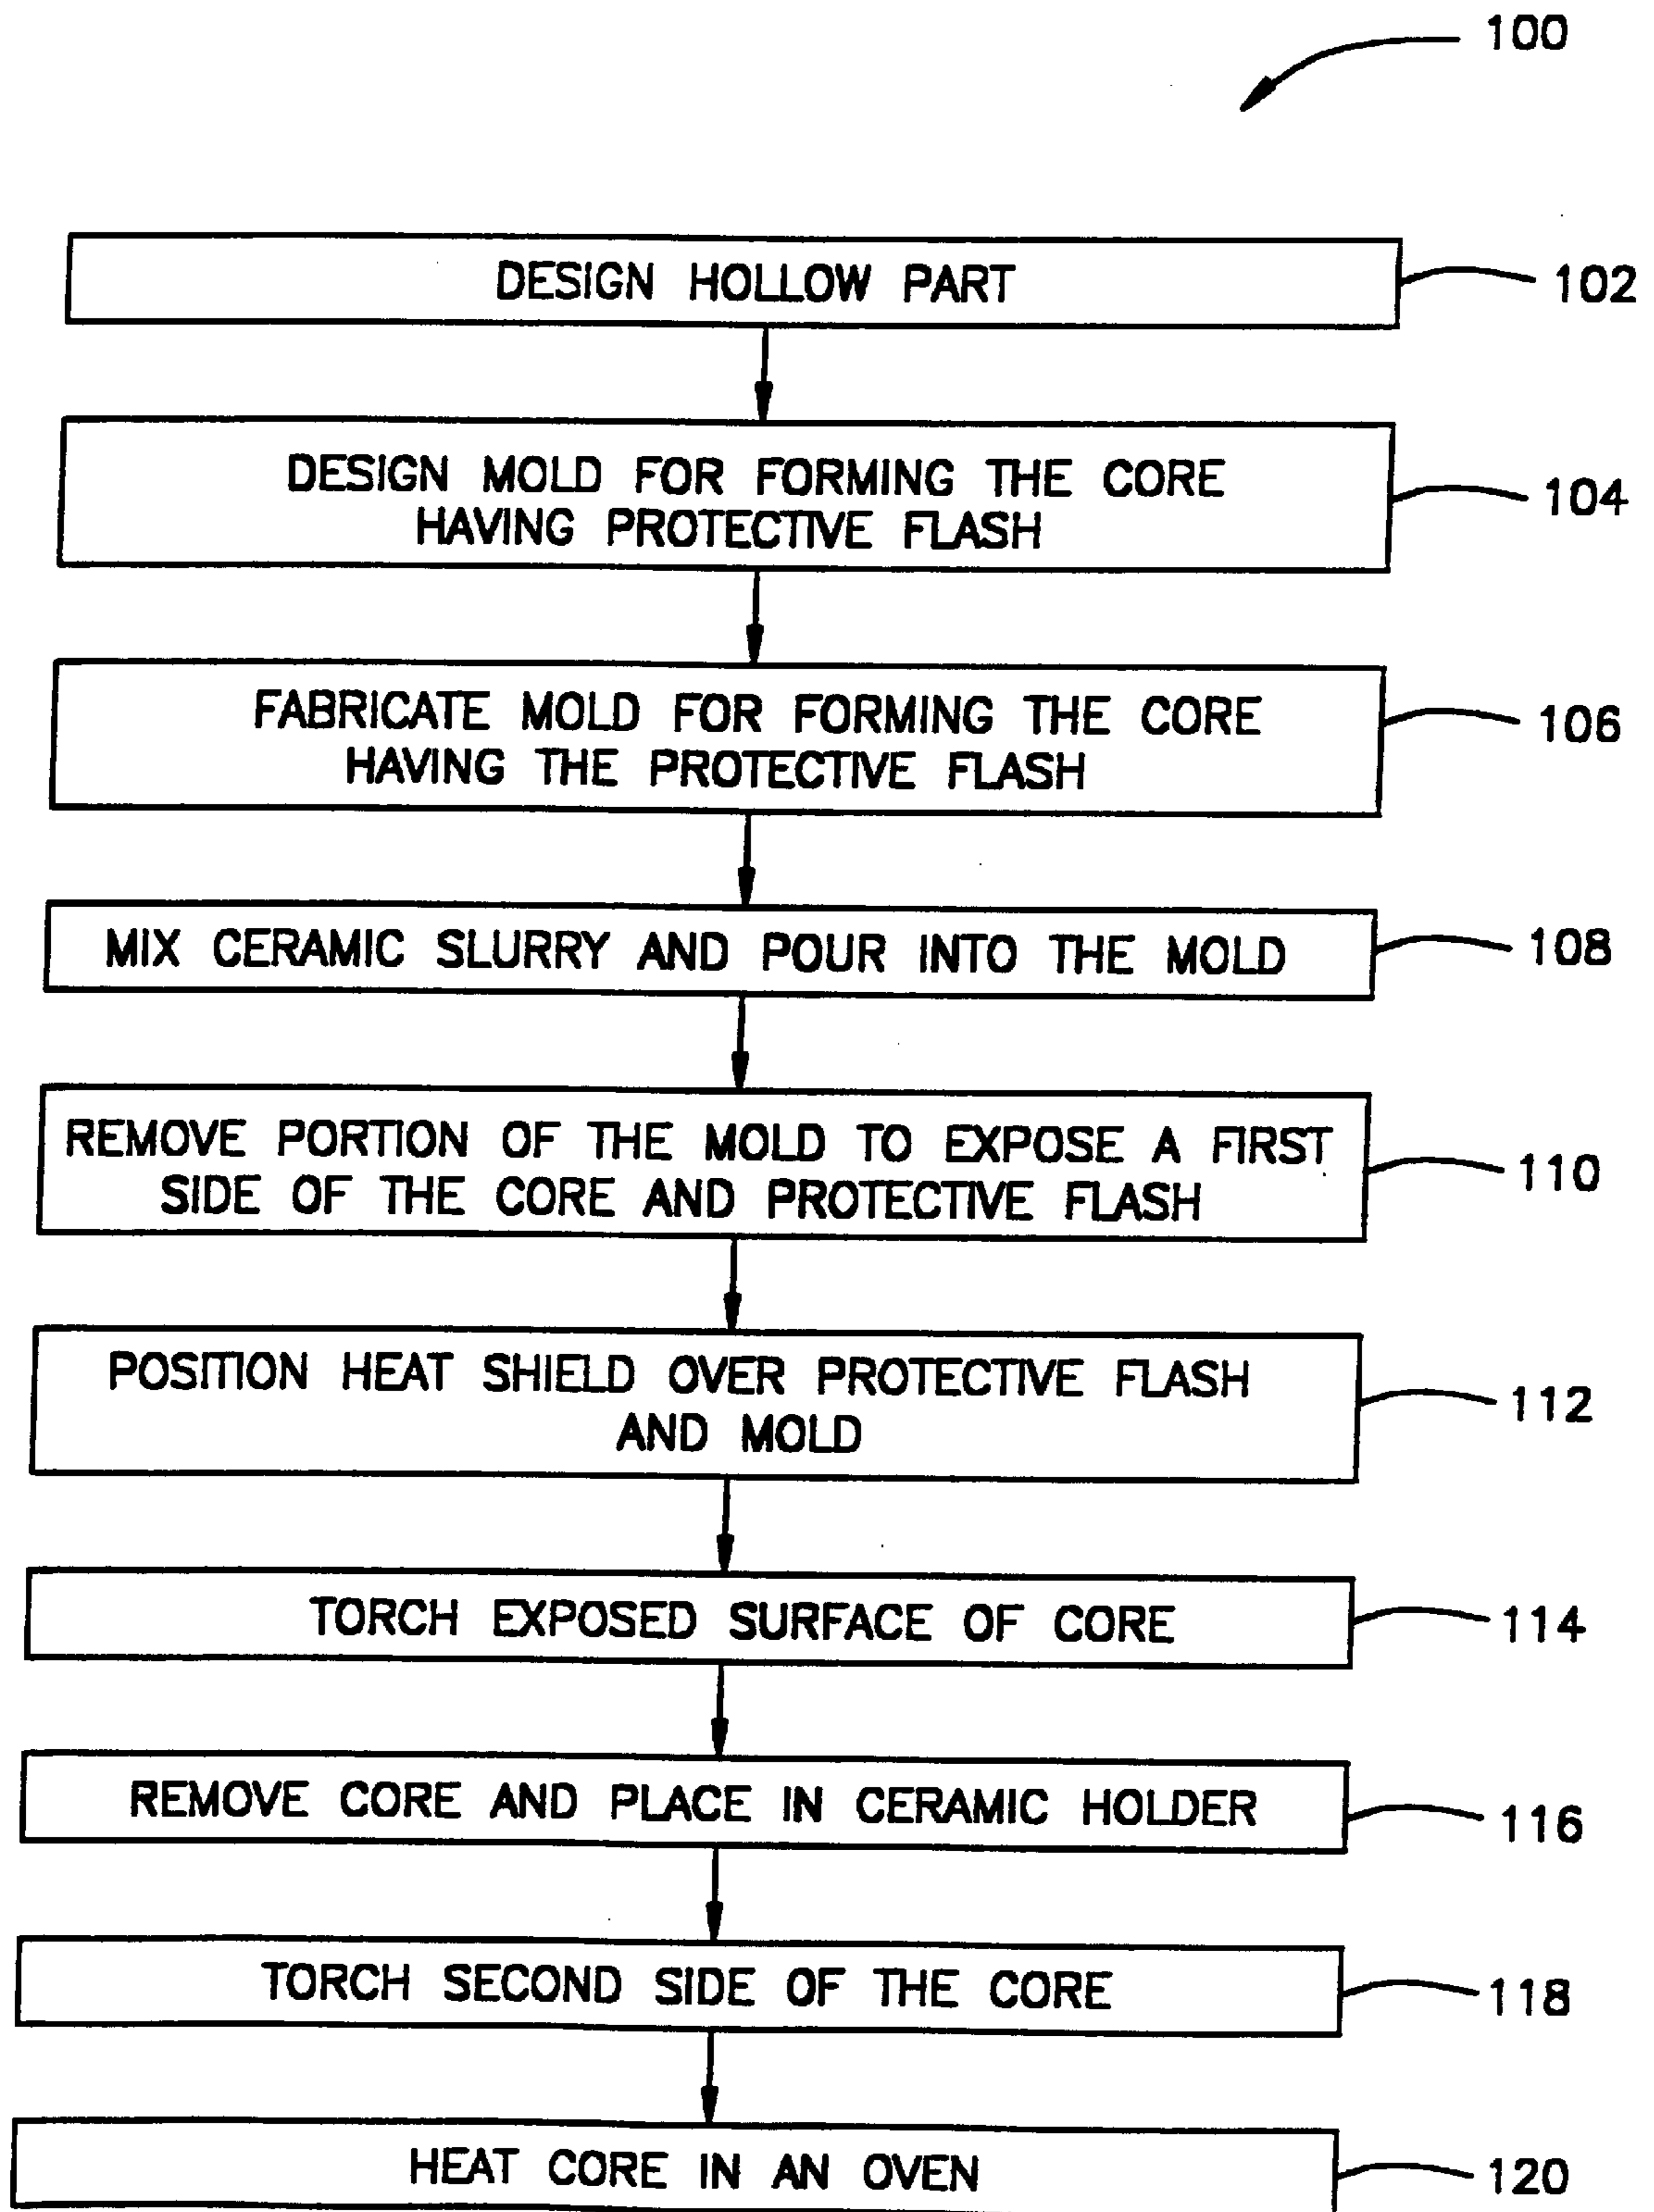 100
DESIGN HOLLOW PART
102
DESIGN MOLD FOR FORMING THE CORE
HAVING PROTECTIVE FLASH
104
FABRICATE MOLD FOR FORMING THE CORE
HAVING THE PROTECTIVE FLASH
106
MIX CERAMIC SLURRY AND POUR INTO THE MOLD
108
REMOVE PORTION OF THE MOLD TO EXPOSE A FIRST
SIDE OF THE CORE AND PROTECTIVE FLASH
110
POSITION HEAT SHIELD OVER PROTECTIVE FLASH
AND MOLD
112
TORCH EXPOSED SURFACE OF CORE
114
REMOVE CORE AND PLACE IN CERAMIC HOLDER
116
TORCH SECOND SIDE OF THE CORE
118
HEAT CORE IN AN OVEN
120